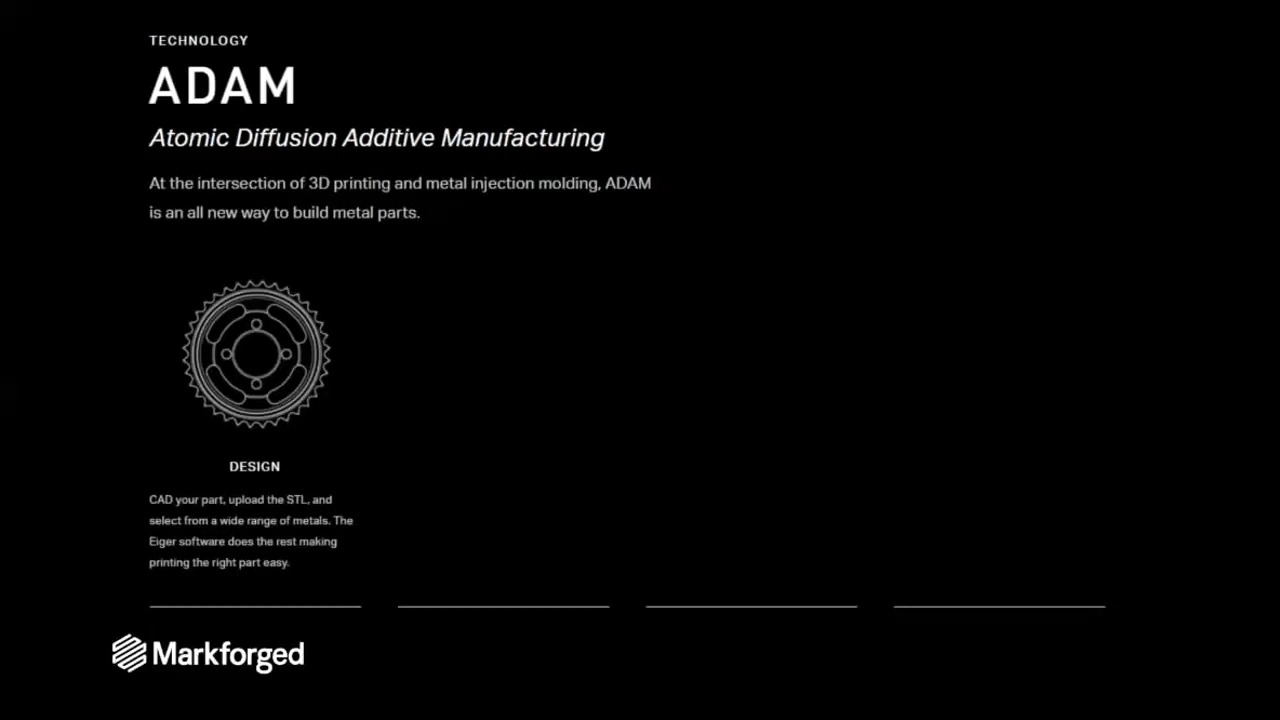 TECHNOLOGY
ADAM
Atomic Diffusion Additive Manufacturing
At the intersection of 3D printing and metal injection molding, ADAM
is an all new way to build metal parts.
DESIGN
CAD your part, upload the STL, and
select from a wide range of metals. The
Eiger software does the rest making
printing the right part easy.
Markforged